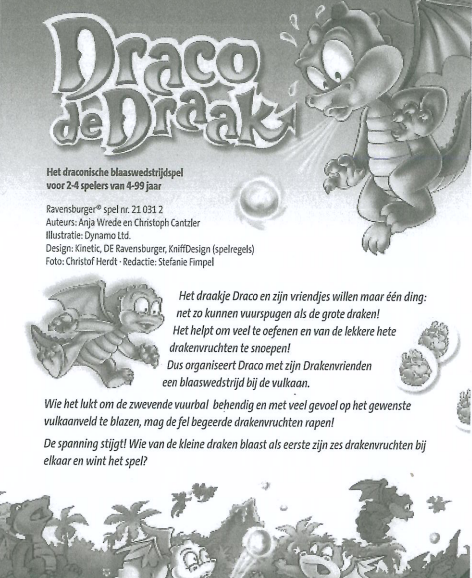 Draco
de Draak
Het draconische blaaswedstrijdspel
voor 2-4 spelers van 4-99 jaar
Ravensburger® spel nr. 21 031 2
Auteurs: Anja Wrede en Christoph Cantzler
Illustratie: Dynamo Ltd.
Design: Kinetic, DE Ravensburger, KniffDesign (spelregels)
Foto: Christof Herdt · Redactie: Stefanie Fimpel
Het draakje Draco en zijn vriendjes willen maar één ding:
net zo kunnen vuurspugen als de grote draken!
Het helpt om veel te oefenen en van de lekkere hete
drakenvruchten te snoepen!
Dus organiseert Draco met zijn Drakenvrienden
een blaaswedstrijd bij de vulkaan.
Wie het lukt om de zwevende vuurbal behendig en met veel gevoel op het gewenste
vulkaanveld te blazen, mag de fel begeerde drakenvruchten rapen!
De spanning stijgt! Wie van de kleine draken blaast als eerste zijn zes drakenvruchten bij
elkaar en wint het spel?